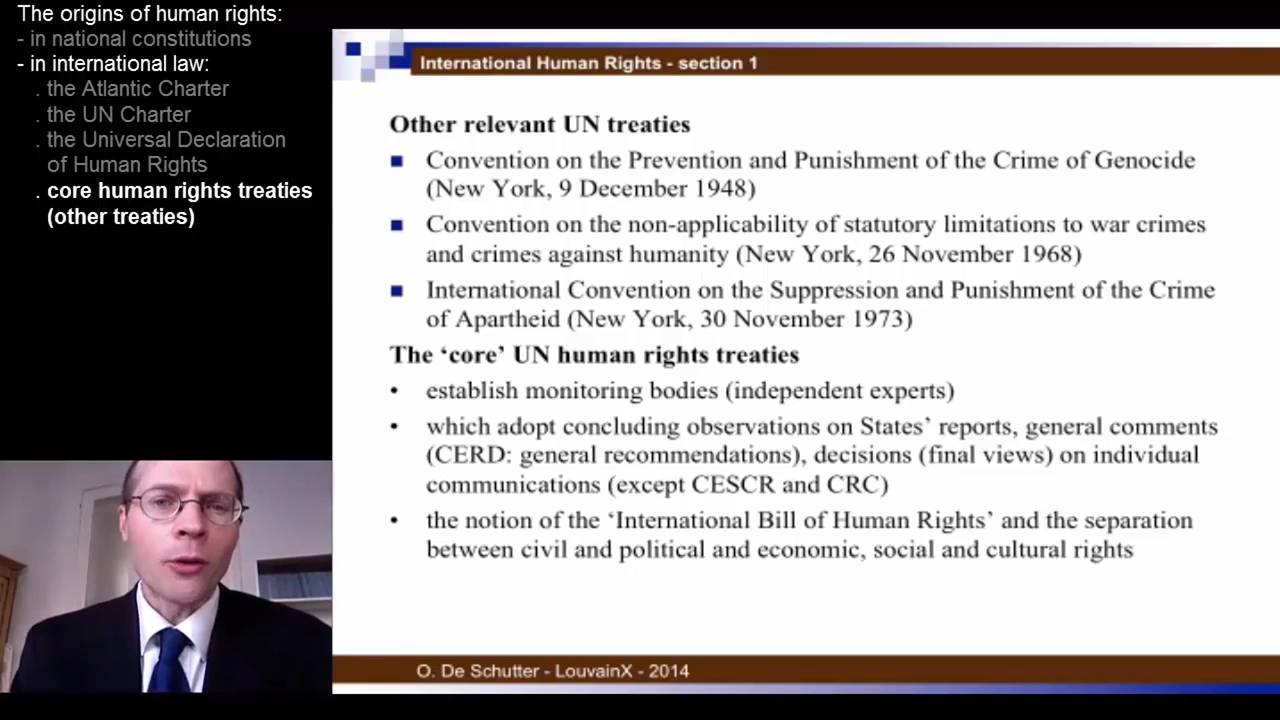 The origins of human rights:
- in national constitutions
- in international law:
. the Atlantic Charter
. the UN Charter
. the Universal Declaration
of Human Rights
. core human rights treaties
(other treaties)
International Human Rights - section 1
Other relevant UN treaties
Convention on the Prevention and Punishment of the Crime of Genocide
(New York, 9 December 1948)
Convention on the non-applicability of statutory limitations to war crimes
and crimes against humanity (New York, 26 November 1968)
International Convention on the Suppression and Punishment of the Crime
of Apartheid (New York, 30 November 1973)
The ‘core’ UN human rights treaties
• establish monitoring bodies (independent experts)
• which adopt concluding observations on States’ reports, general comments
(CERD: general recommendations), decisions (final views) on individual
communications (except CESCR and CRC)
• the notion of the ‘International Bill of Human Rights’ and the separation
between civil and political and economic, social and cultural rights
O. De Schutter - LouvainX - 2014